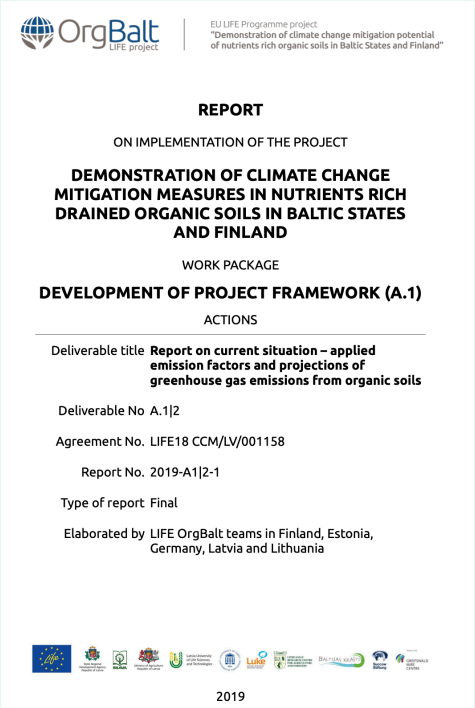 OrgBalt
LIFE project
EU LIFE Programme project
"Demonstration of climate change mitigation potential
of nutrients rich organic soils in Baltic States and Finland"
REPORT
ON IMPLEMENTATION OF THE PROJECT
DEMONSTRATION OF CLIMATE CHANGE
MITIGATION MEASURES IN NUTRIENTS RICH
DRAINED ORGANIC SOILS IN BALTIC STATES
AND FINLAND
WORK PACKAGE
DEVELOPMENT OF PROJECT FRAMEWORK (A.1)
ACTIONS
Deliverable title Report on current situation – applied
emission factors and projections of
greenhouse gas emissions from organic soils
Deliverable No A.1|2
Agreement No. LIFE18 CCM/LV/001158
Report No. 2019-A1|2-1
Type of report Final
Elaborated by LIFE OrgBalt teams in Finland, Estonia,
Germany, Latvia and Lithuania
Life
Luke
2019